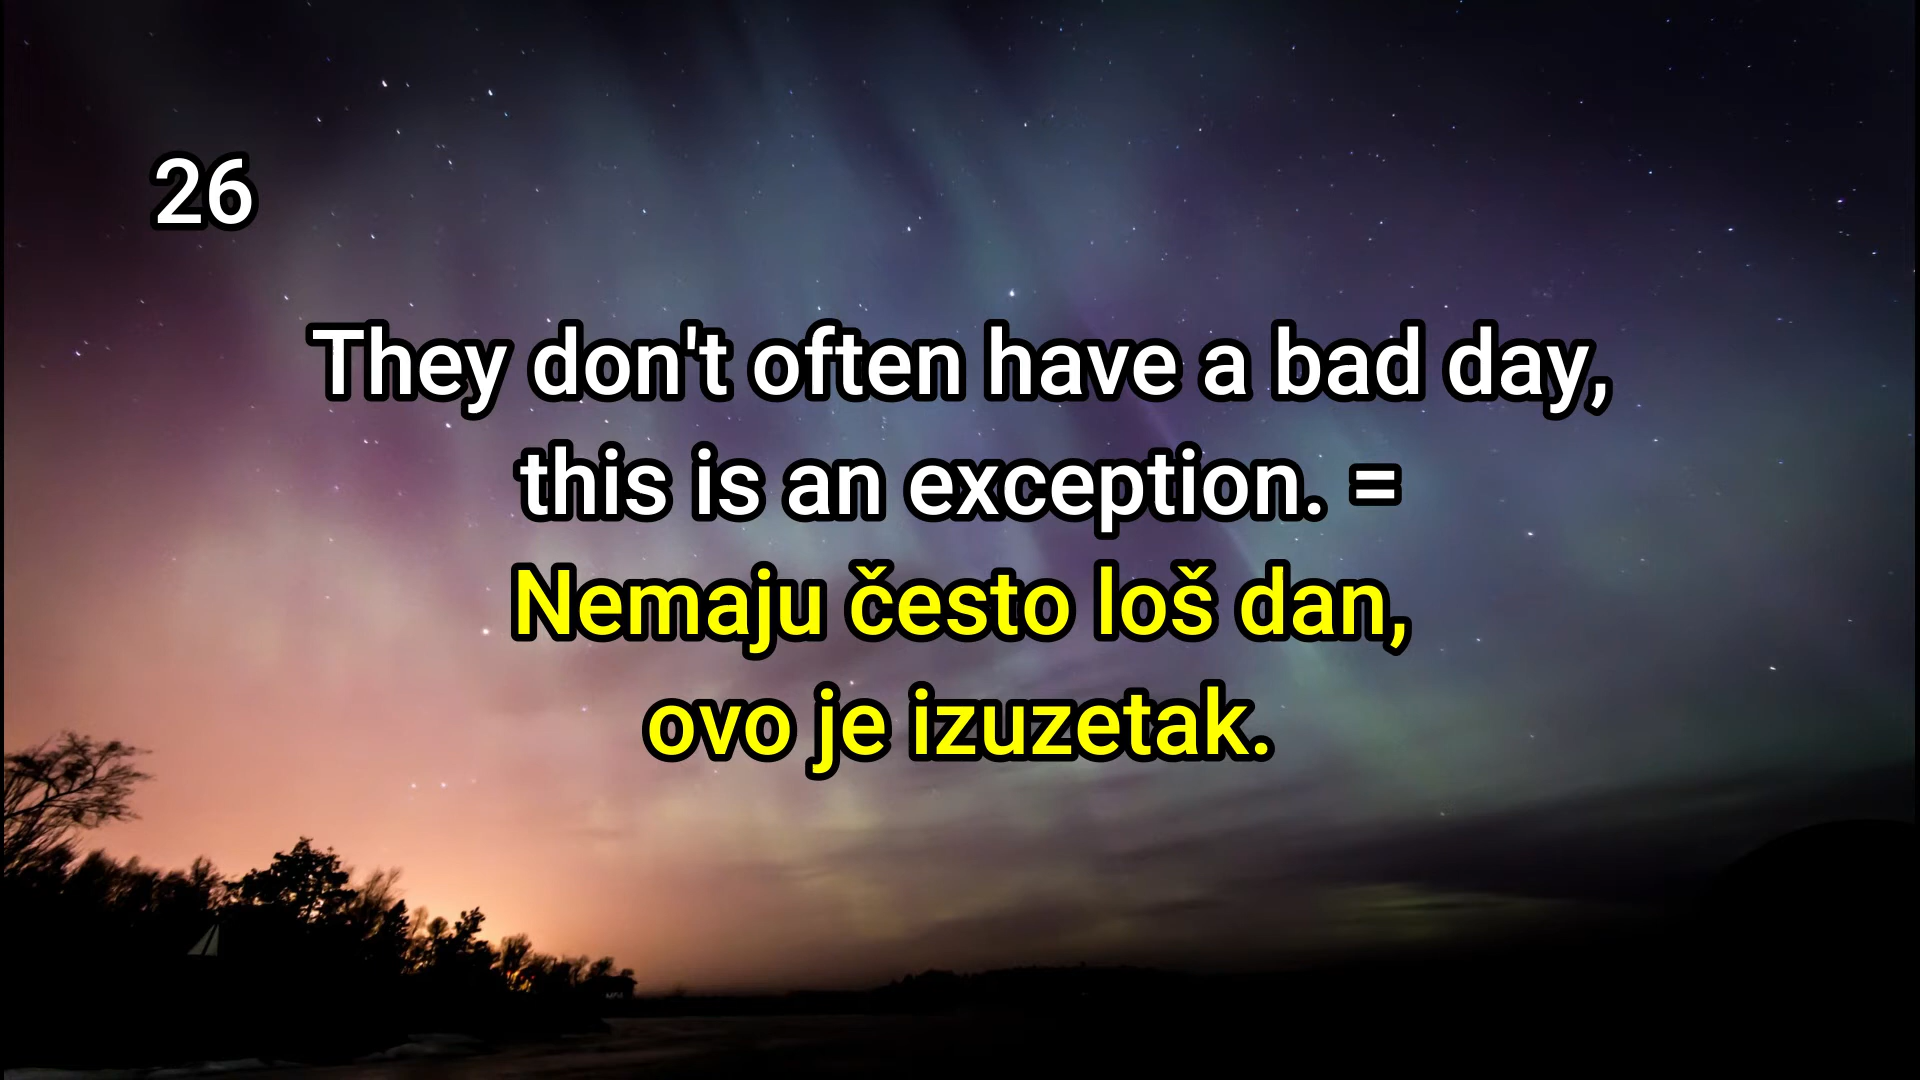 26
They don't often have a bad day,
this is an exception. =
Nemaju često loš dan,
ovo je izuzetak.